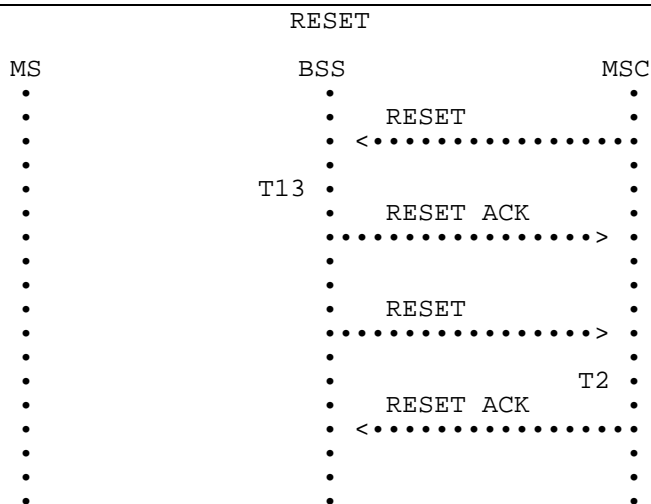 RESET
MS BSS MSC
RESET
<
T13
RESET ACK
>
RESET
>
T2
RESET ACK
<